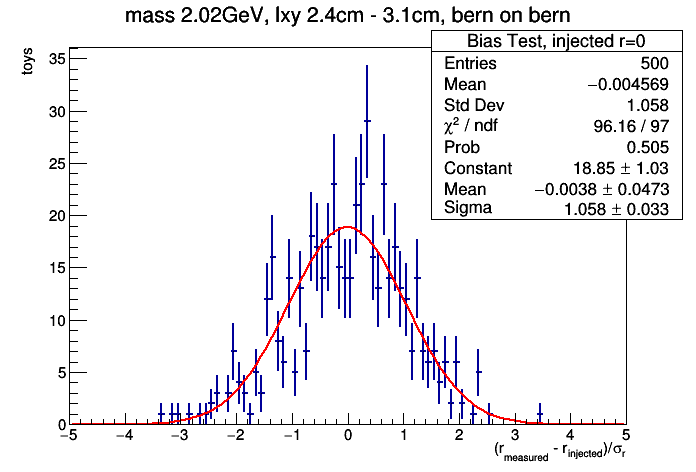 mass 2.02GeV, lxy 2.4cm - 3.1cm, bern on bern
Bias Test, injected r=0
Entries 500
Mean −0.004569
Std Dev 1.058
χ² / ndf 96.16 / 97
Prob 0.505
Constant 18.85 ± 1.03
Mean −0.0038 ± 0.0473
Sigma 1.058 ± 0.033
toys
35
30
25
20
15
10
5
0
−5 −4 −3 −2 −1 0 1 2 3 4 5
(r_measured - r_injected)/σ_r